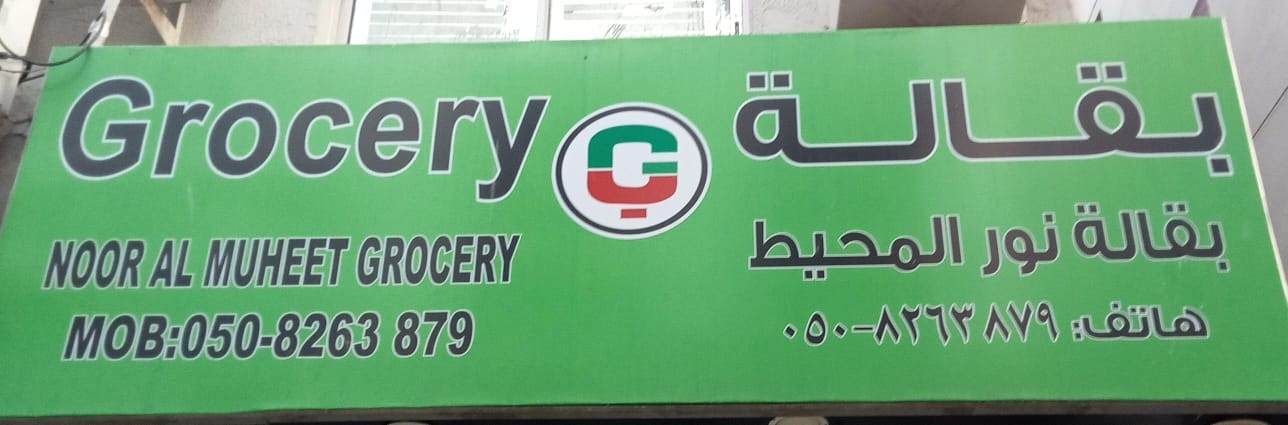 Grocery
بقالة
NOOR AL MUHEET GROCERY
بقالة نور المحيط
MOB:050-8263 879
هاتف: ٠٥٠-٨٢٦٣ ٨٧٩